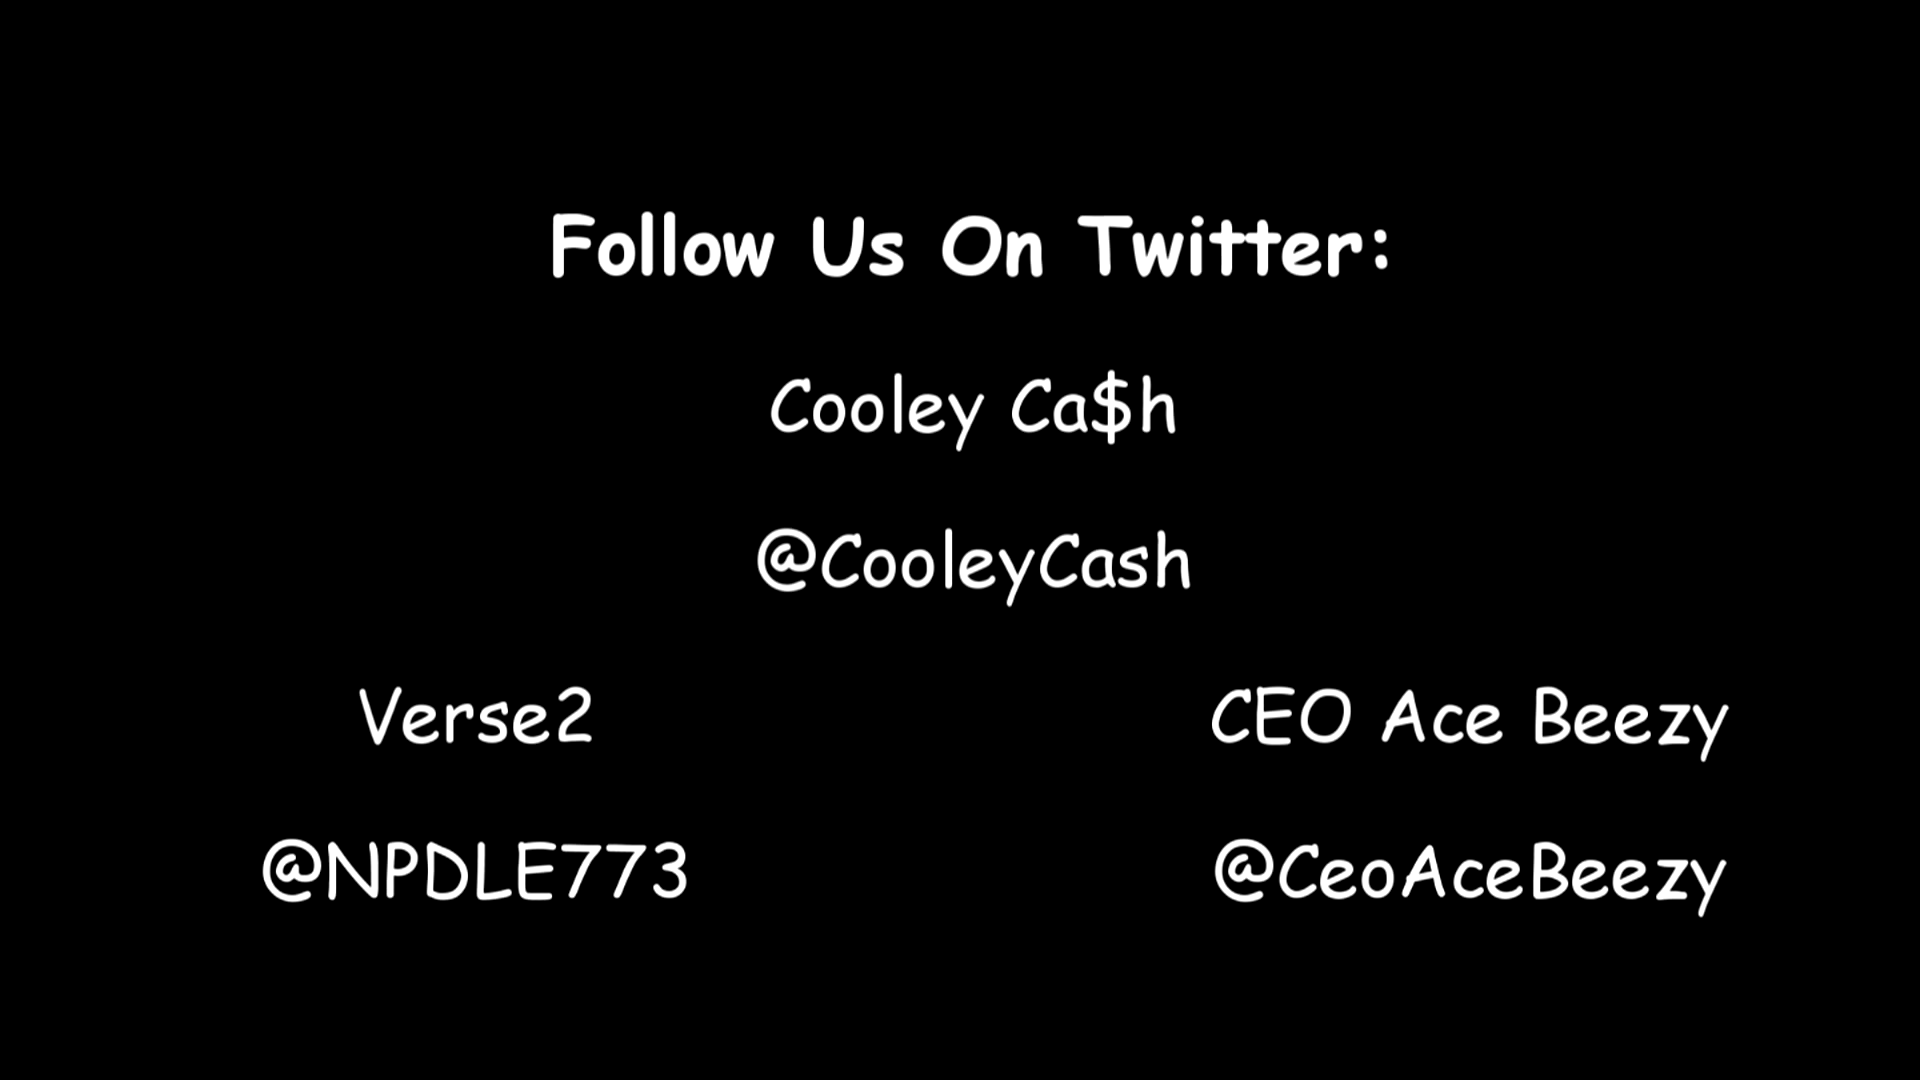 Follow Us On Twitter:
Cooley Ca$h
@CooleyCash
Verse2
CEO Ace Beezy
@NPDLE773
@CeoAceBeezy